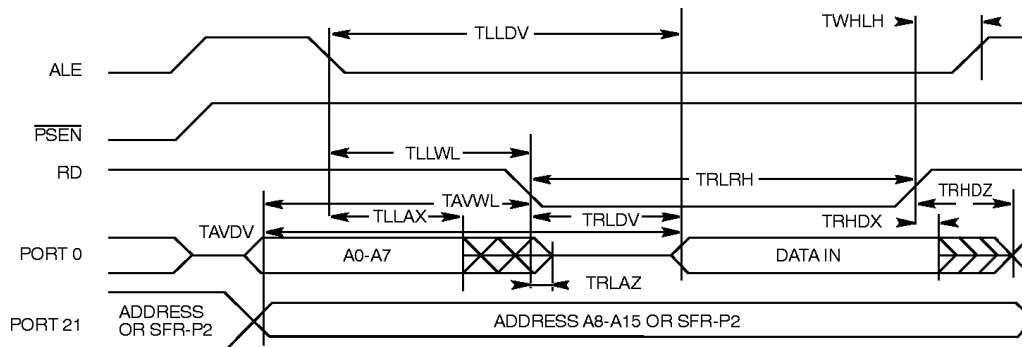 TLLDV
TWHLH
ALE
PSEN
TLLWL
RD
TRLRH
TAVWL
TRHDZ
TLLAX
TRLDV
TRHDX
TAVDV
PORT 0
A0-A7
DATA IN
TRLAZ
PORT 21
ADDRESS
OR SFR-P2
ADDRESS A8-A15 OR SFR-P2